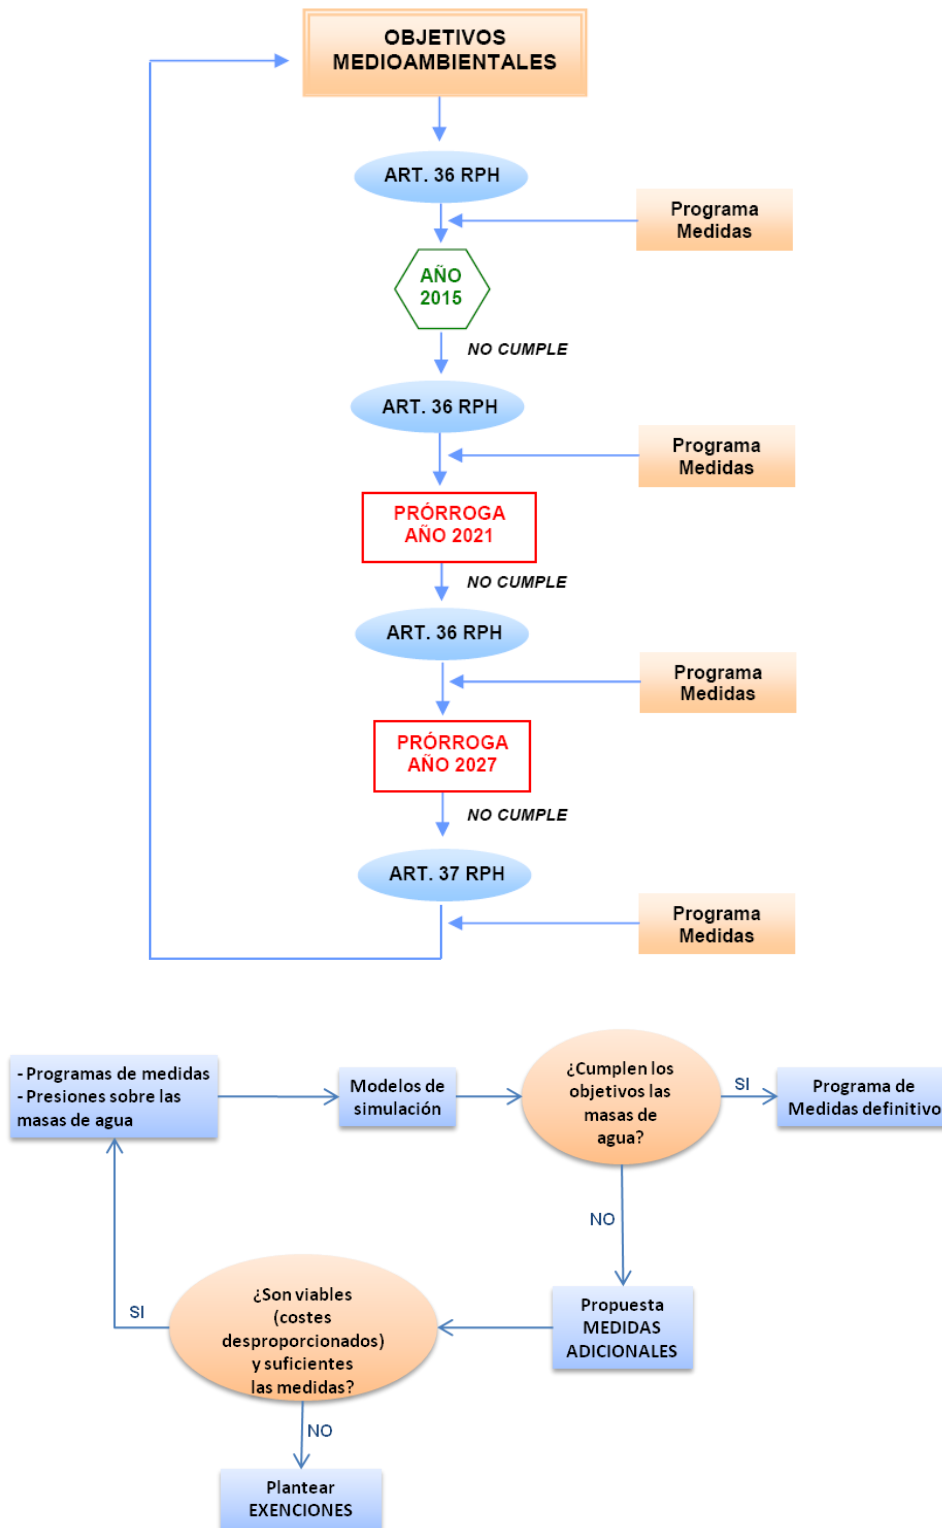 OBJETIVOS
MEDIOAMBIENTALES
ART. 36 RPH
Programa
Medidas
AÑO
2015
NO CUMPLE
ART. 36 RPH
Programa
Medidas
PRÓRROGA
AÑO 2021
NO CUMPLE
ART. 36 RPH
Programa
Medidas
PRÓRROGA
AÑO 2027
NO CUMPLE
ART. 37 RPH
Programa
Medidas
- Programas de medidas
- Presiones sobre las
masas de agua
Modelos de
simulación
¿Cumplen los
objetivos las
masas de
agua?
SI
Programa de
Medidas definitivo
NO
Propuesta
MEDIDAS
ADICIONALES
¿Son viables
(costes
desproporcionados)
y suficientes
las medidas?
SI
NO
Plantear
EXENCIONES